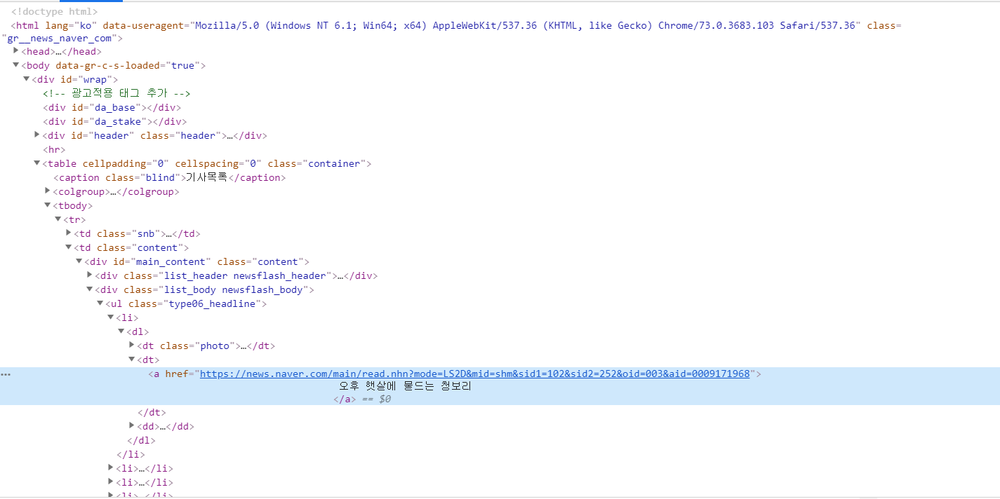 <!doctype html>
<html lang="ko" data-useragent="Mozilla/5.0 (Windows NT 6.1; Win64; x64) AppleWebKit/537.36 (KHTML, like Gecko) Chrome/73.0.3683.103 Safari/537.36" class=
"gr__news_naver_com">
<head>…</head>
<body data-gr-c-s-loaded="true">
<div id="wrap">
<!-- 광고적용 태그 추가 -->
<div id="da_base"></div>
<div id="da_stake"></div>
<div id="header" class="header">…</div>
<hr>
<table cellpadding="0" cellspacing="0" class="container">
<caption class="blind">기사목록</caption>
<colgroup>…</colgroup>
<tbody>
<tr>
<td class="snb">…</td>
<td class="content">
<div id="main_content" class="content">
<div class="list_header newsflash_header">…</div>
<div class="list_body newsflash_body">
<ul class="type06_headline">
<li>
<dl>
<dt class="photo">…</dt>
<dt>
<a href="https://news.naver.com/main/read.nhn?mode=LS2D&mid=shm&sid1=102&sid2=252&oid=003&aid=0009171968">
오후 햇살에 물드는 청보리
</a> == $0
</dt>
<dd>…</dd>
</dl>
</li>
<li>…</li>
<li>…</li>
<li>…</li>